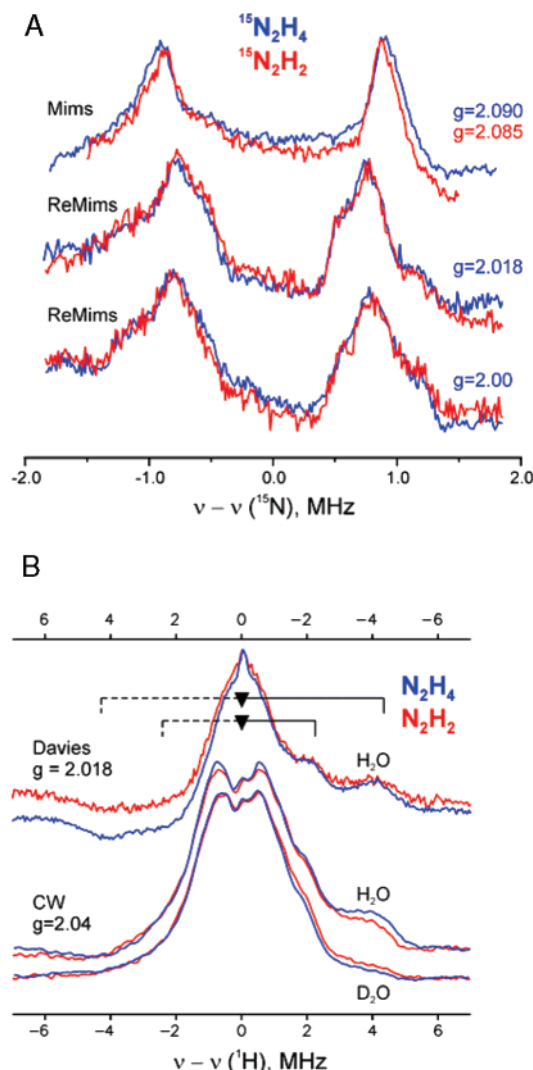 A
¹⁵N₂H₄
¹⁵N₂H₂
Mims
g=2.090
g=2.085
ReMims
g=2.018
ReMims
g=2.00
-2.0 -1.0 0.0 1.0 2.0
ν – ν (¹⁵N), MHz
B
6 4 2 0 -2 -4 -6
N₂H₄
N₂H₂
Davies
g = 2.018
H₂O
CW
g=2.04
H₂O
D₂O
-6 -4 -2 0 2 4 6
ν – ν (¹H), MHz